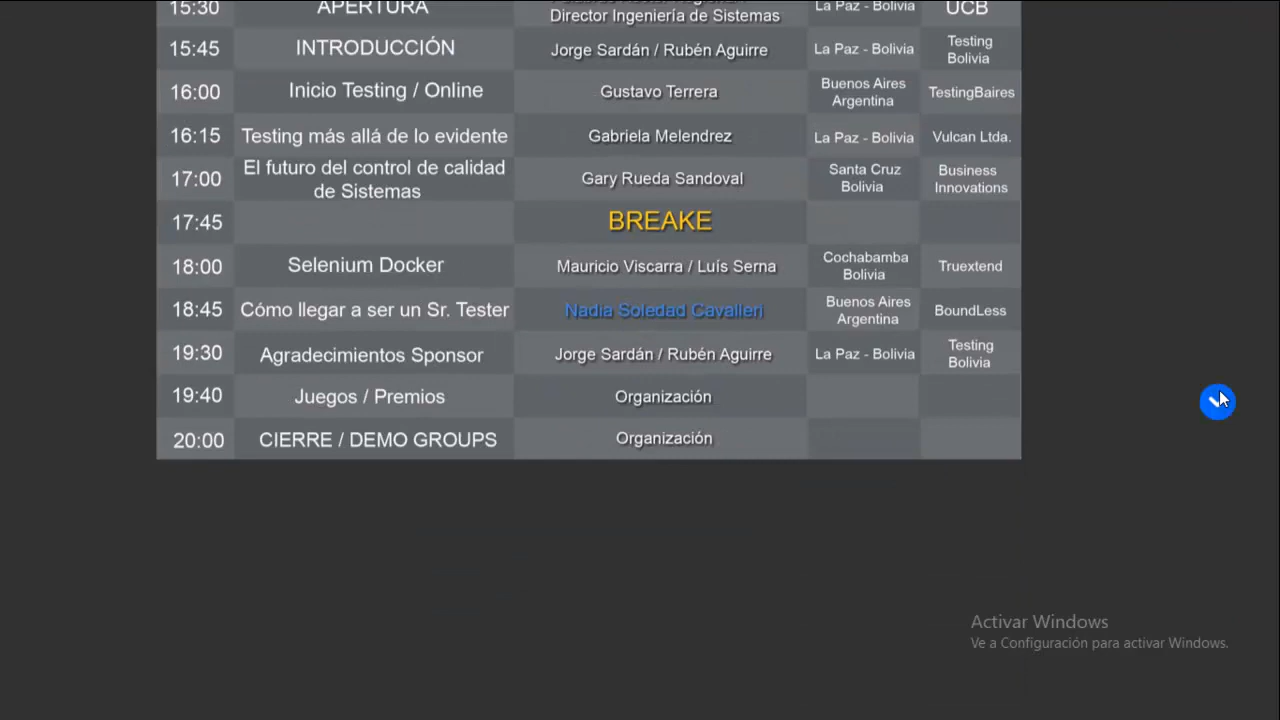 15:30 APERTURA Director Ingeniería de Sistemas La Paz - Bolivia UCB
15:45 INTRODUCCIÓN Jorge Sardán / Rubén Aguirre La Paz - Bolivia Testing
Bolivia
16:00 Inicio Testing / Online Gustavo Terrera Buenos Aires
Argentina TestingBaires
16:15 Testing más allá de lo evidente Gabriela Melendrez La Paz - Bolivia Vulcan Ltda.
17:00 El futuro del control de calidad
de Sistemas Gary Rueda Sandoval Santa Cruz
Bolivia Business
Innovations
17:45 BREAKE
18:00 Selenium Docker Mauricio Viscarra / Luís Serna Cochabamba
Bolivia Truextend
18:45 Cómo llegar a ser un Sr. Tester Nadia Soledad Cavalleri Buenos Aires
Argentina BoundLess
19:30 Agradecimientos Sponsor Jorge Sardán / Rubén Aguirre La Paz - Bolivia Testing
Bolivia
19:40 Juegos / Premios Organización
20:00 CIERRE / DEMO GROUPS Organización
Activar Windows
Ve a Configuración para activar Windows.